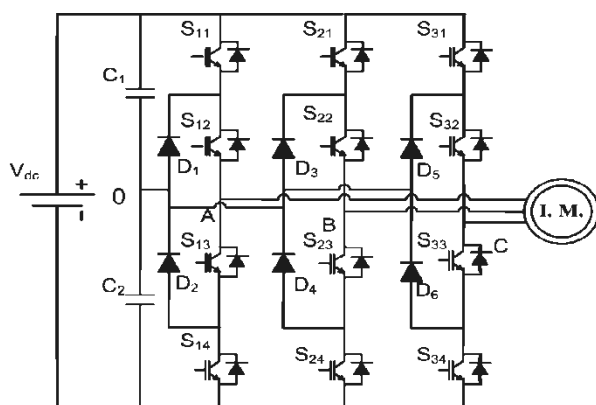 S₁₁ S₂₁ S₃₁
C₁
S₁₂ S₂₂ S₃₂
D₁ D₃ D₅
V_dc + 0
-
A B I. M.
S₁₃ S₂₃ S₃₃ C
C₂ D₂ D₄ D₆
S₁₄ S₂₄ S₃₄